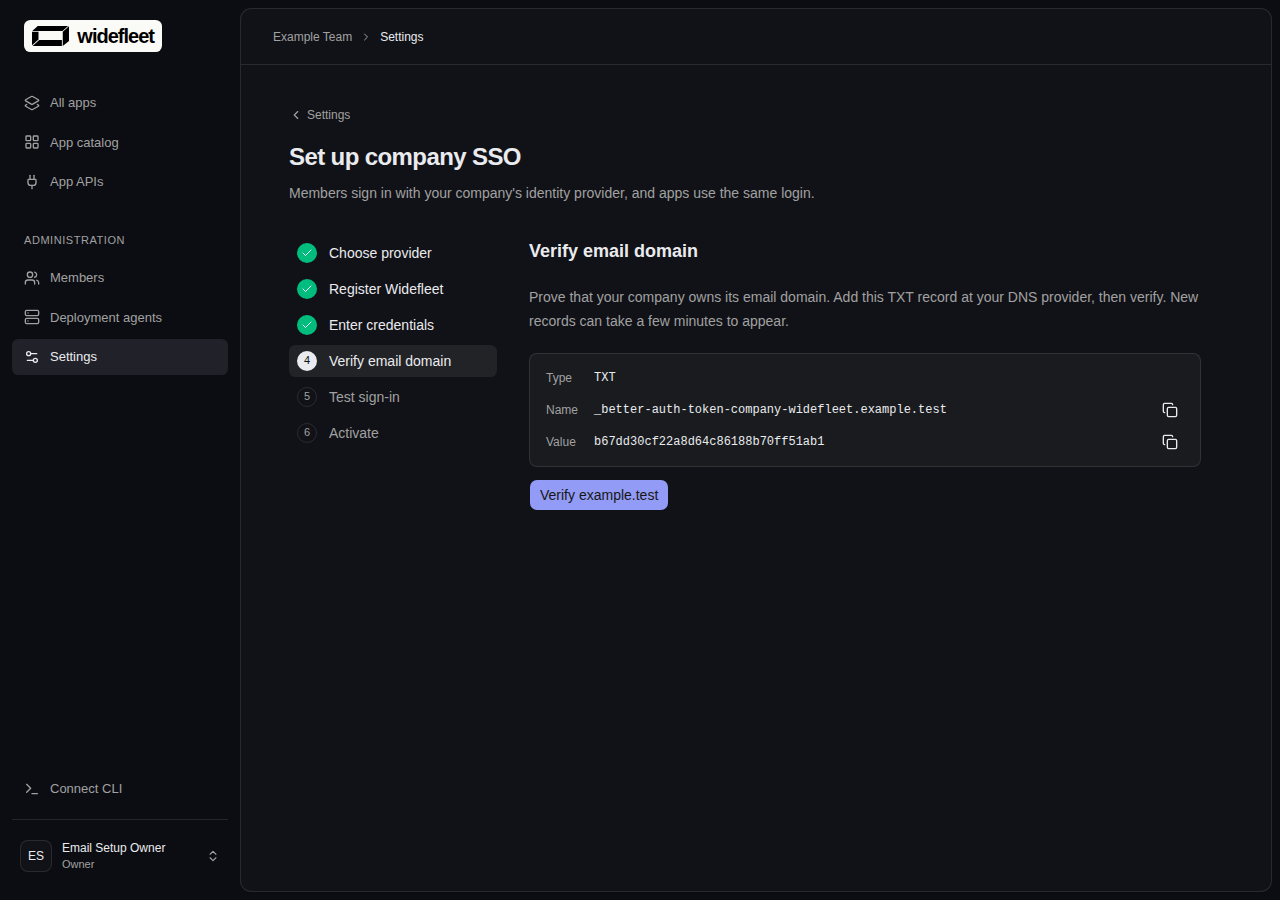 widefleet
All apps
App catalog
App APIs
ADMINISTRATION
Members
Deployment agents
Settings
Connect CLI
ES
Email Setup Owner
Owner
Example Team
Settings
Settings
Set up company SSO
Members sign in with your company's identity provider, and apps use the same login.
Choose provider
Register Widefleet
Enter credentials
4 Verify email domain
5 Test sign-in
6 Activate
Verify email domain
Prove that your company owns its email domain. Add this TXT record at your DNS provider, then verify. New
records can take a few minutes to appear.
Type TXT
Name _better-auth-token-company-widefleet.example.test
Value b67dd30cf22a8d64c86188b70ff51ab1
Verify example.test